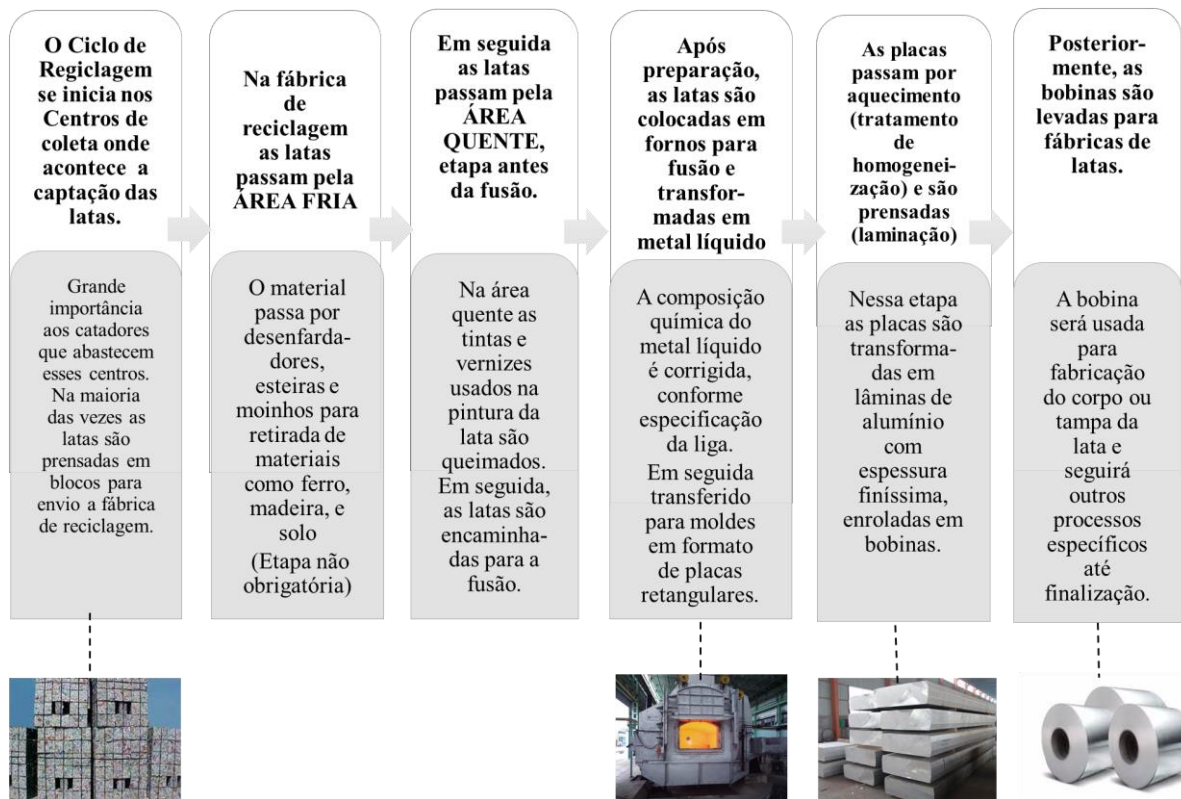 O Ciclo de
Regiclagem
se inicia nos
Centros de
coleta onde
acontece a
captação das
latas.
Grande
importância
aos catadores
que abastecem
esses centros.
Na maioria
das vezes as
latas são
prensadas em
blocos para
envio a fábrica
de reciclagem.
Na fábrica
de
reciclagem
as latas
passam pela
ÁREA FRIA
O material
passa por
desenfarda-
dores,
esteiras e
moinhos para
retirada de
materiais
como ferro,
madeira, e
solo
(Etapa não
obrigatória)
Em seguida
as latas
passam pela
ÁREA
QUENTE,
etapa antes
da fusão.
Na área
quente as
tintas e
vernizes
usados na
pintura da
lata são
queimados.
Em seguida,
as latas são
encaminha-
das para a
fusão.
Após
preparação,
as latas são
colocadas em
fornos para
fusão e
transfor-
madas em
metal líquido
A composição
química do
metal líquido
é corrigida,
conforme
especificação
da liga.
Em seguida
transferido
para moldes
em formato
de placas
retangulares.
As placas
passam por
aquecimento
(tratamento
de
homogenei-
zação) e são
prensadas
(laminação)
Nessa etapa
as placas são
transforma-
das em
lâminas de
alumínio
com
espessura
finíssima,
enroladas em
bobinas.
Posterior-
mente, as
bobinas são
levadas para
fábricas de
latas.
A bobina
será usada
para
fabricação
do corpo ou
tampa da
lata e
seguirá
outros
processos
específicos
até
finalização.